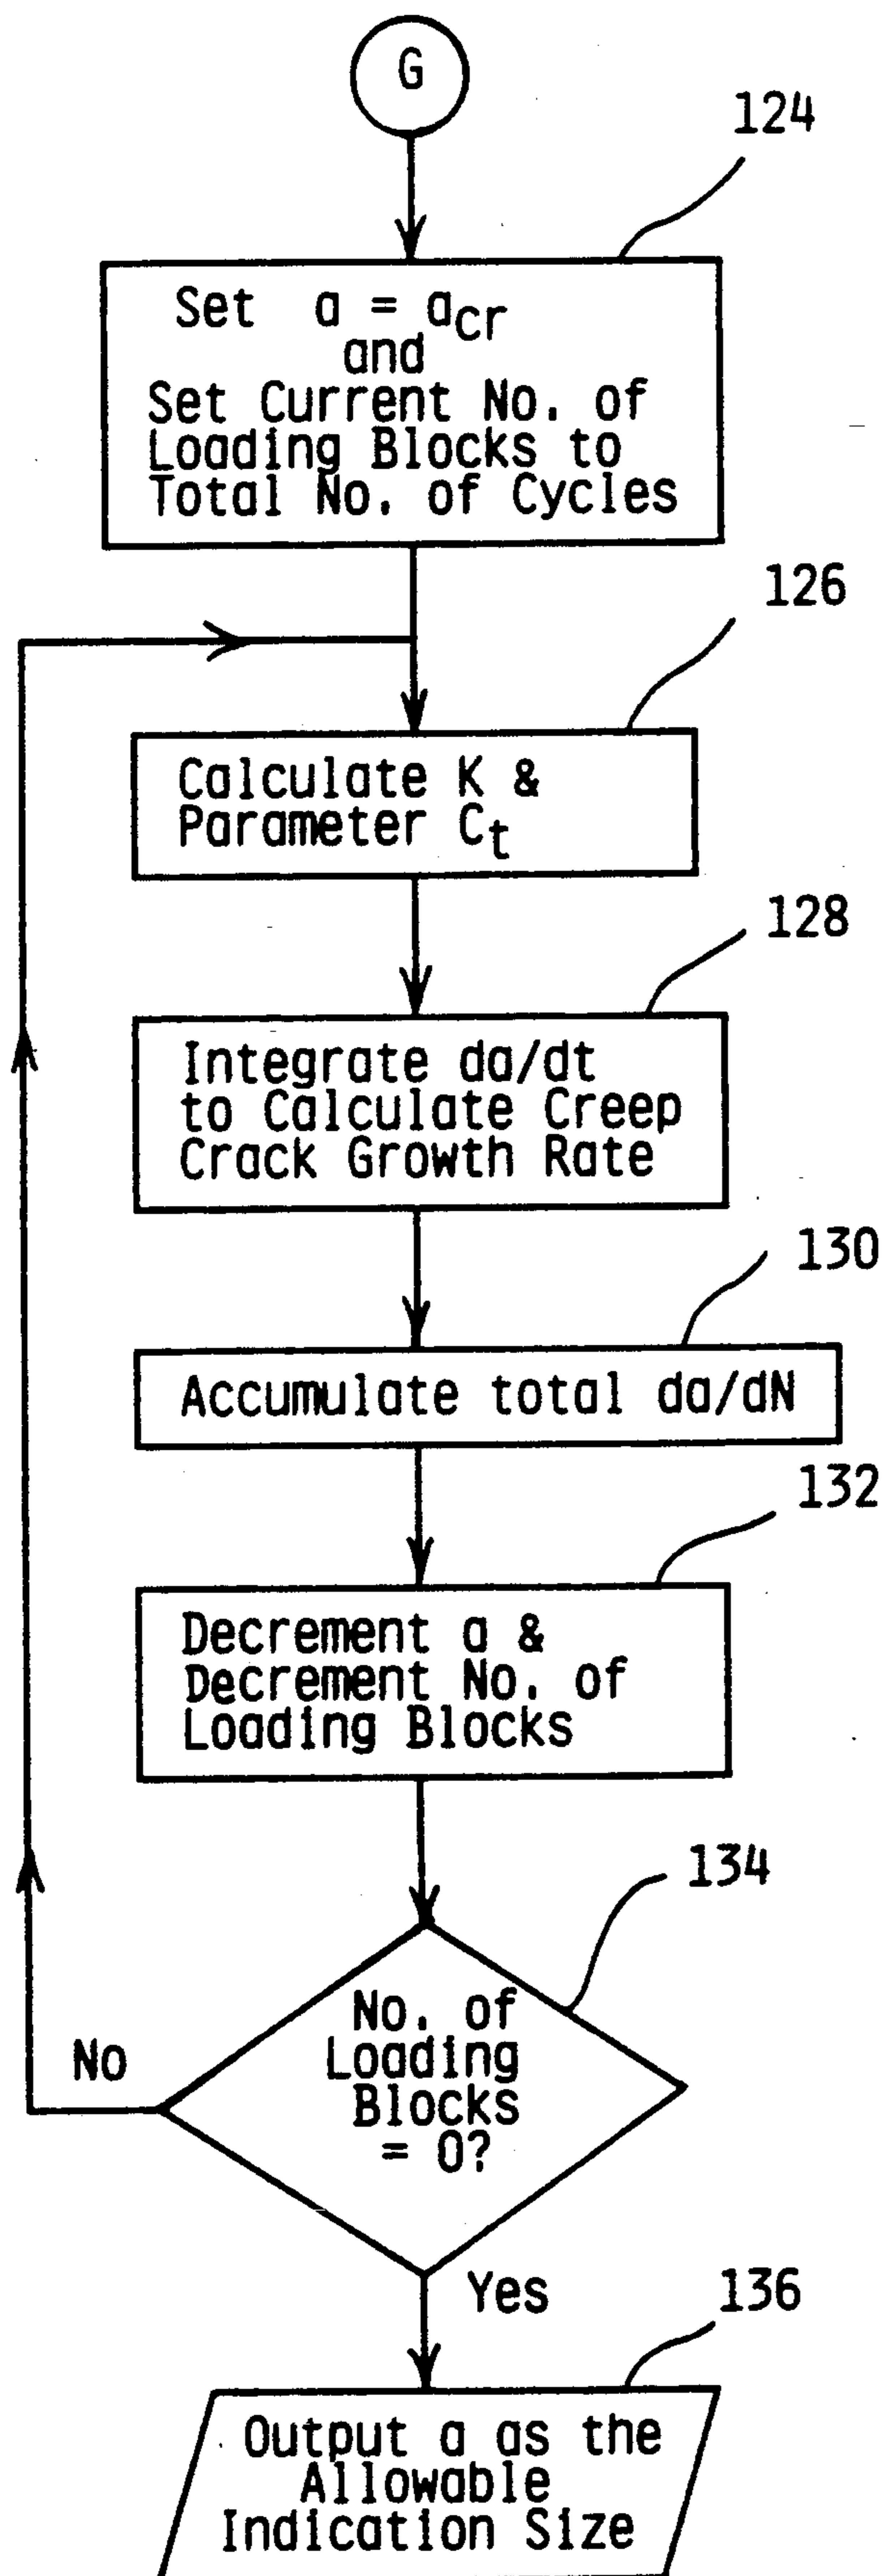 G
124
Set a = acr
and
Set Current No. of
Loading Blocks to
Total No. of Cycles
126
Calculate K &
Parameter Ct
128
Integrate da/dt
to Calculate Creep
Crack Growth Rate
130
Accumulate total da/dN
132
Decrement a &
Decrement No. of
Loading Blocks
134
No. of
Loading
Blocks
= 0?
No
Yes
136
Output a as the
Allowable
Indication Size